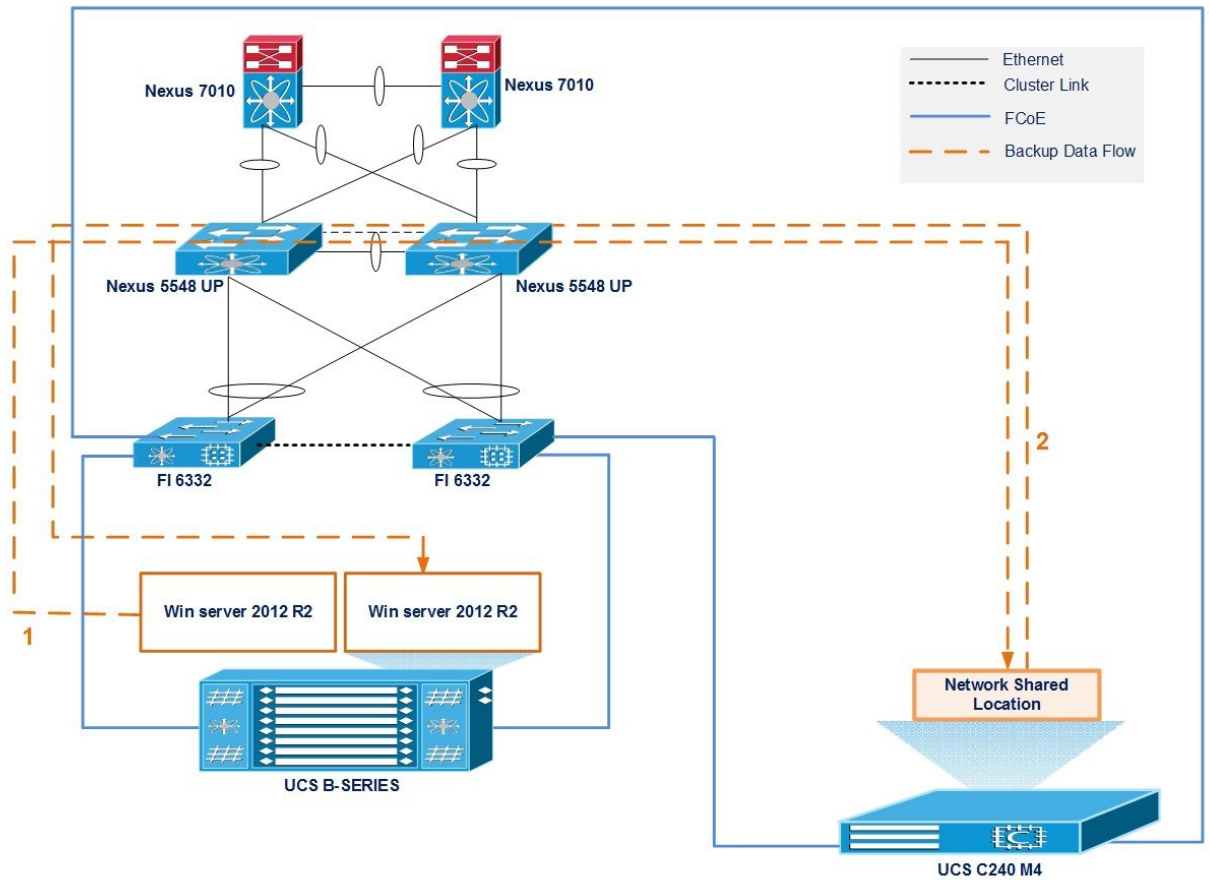 Nexus 7010
Nexus 7010
Ethernet
Cluster Link
FCoE
Backup Data Flow
Nexus 5548 UP
Nexus 5548 UP
FI 6332
FI 6332
2
Win server 2012 R2
Win server 2012 R2
1
Network Shared
Location
UCS B-SERIES
UCS C240 M4